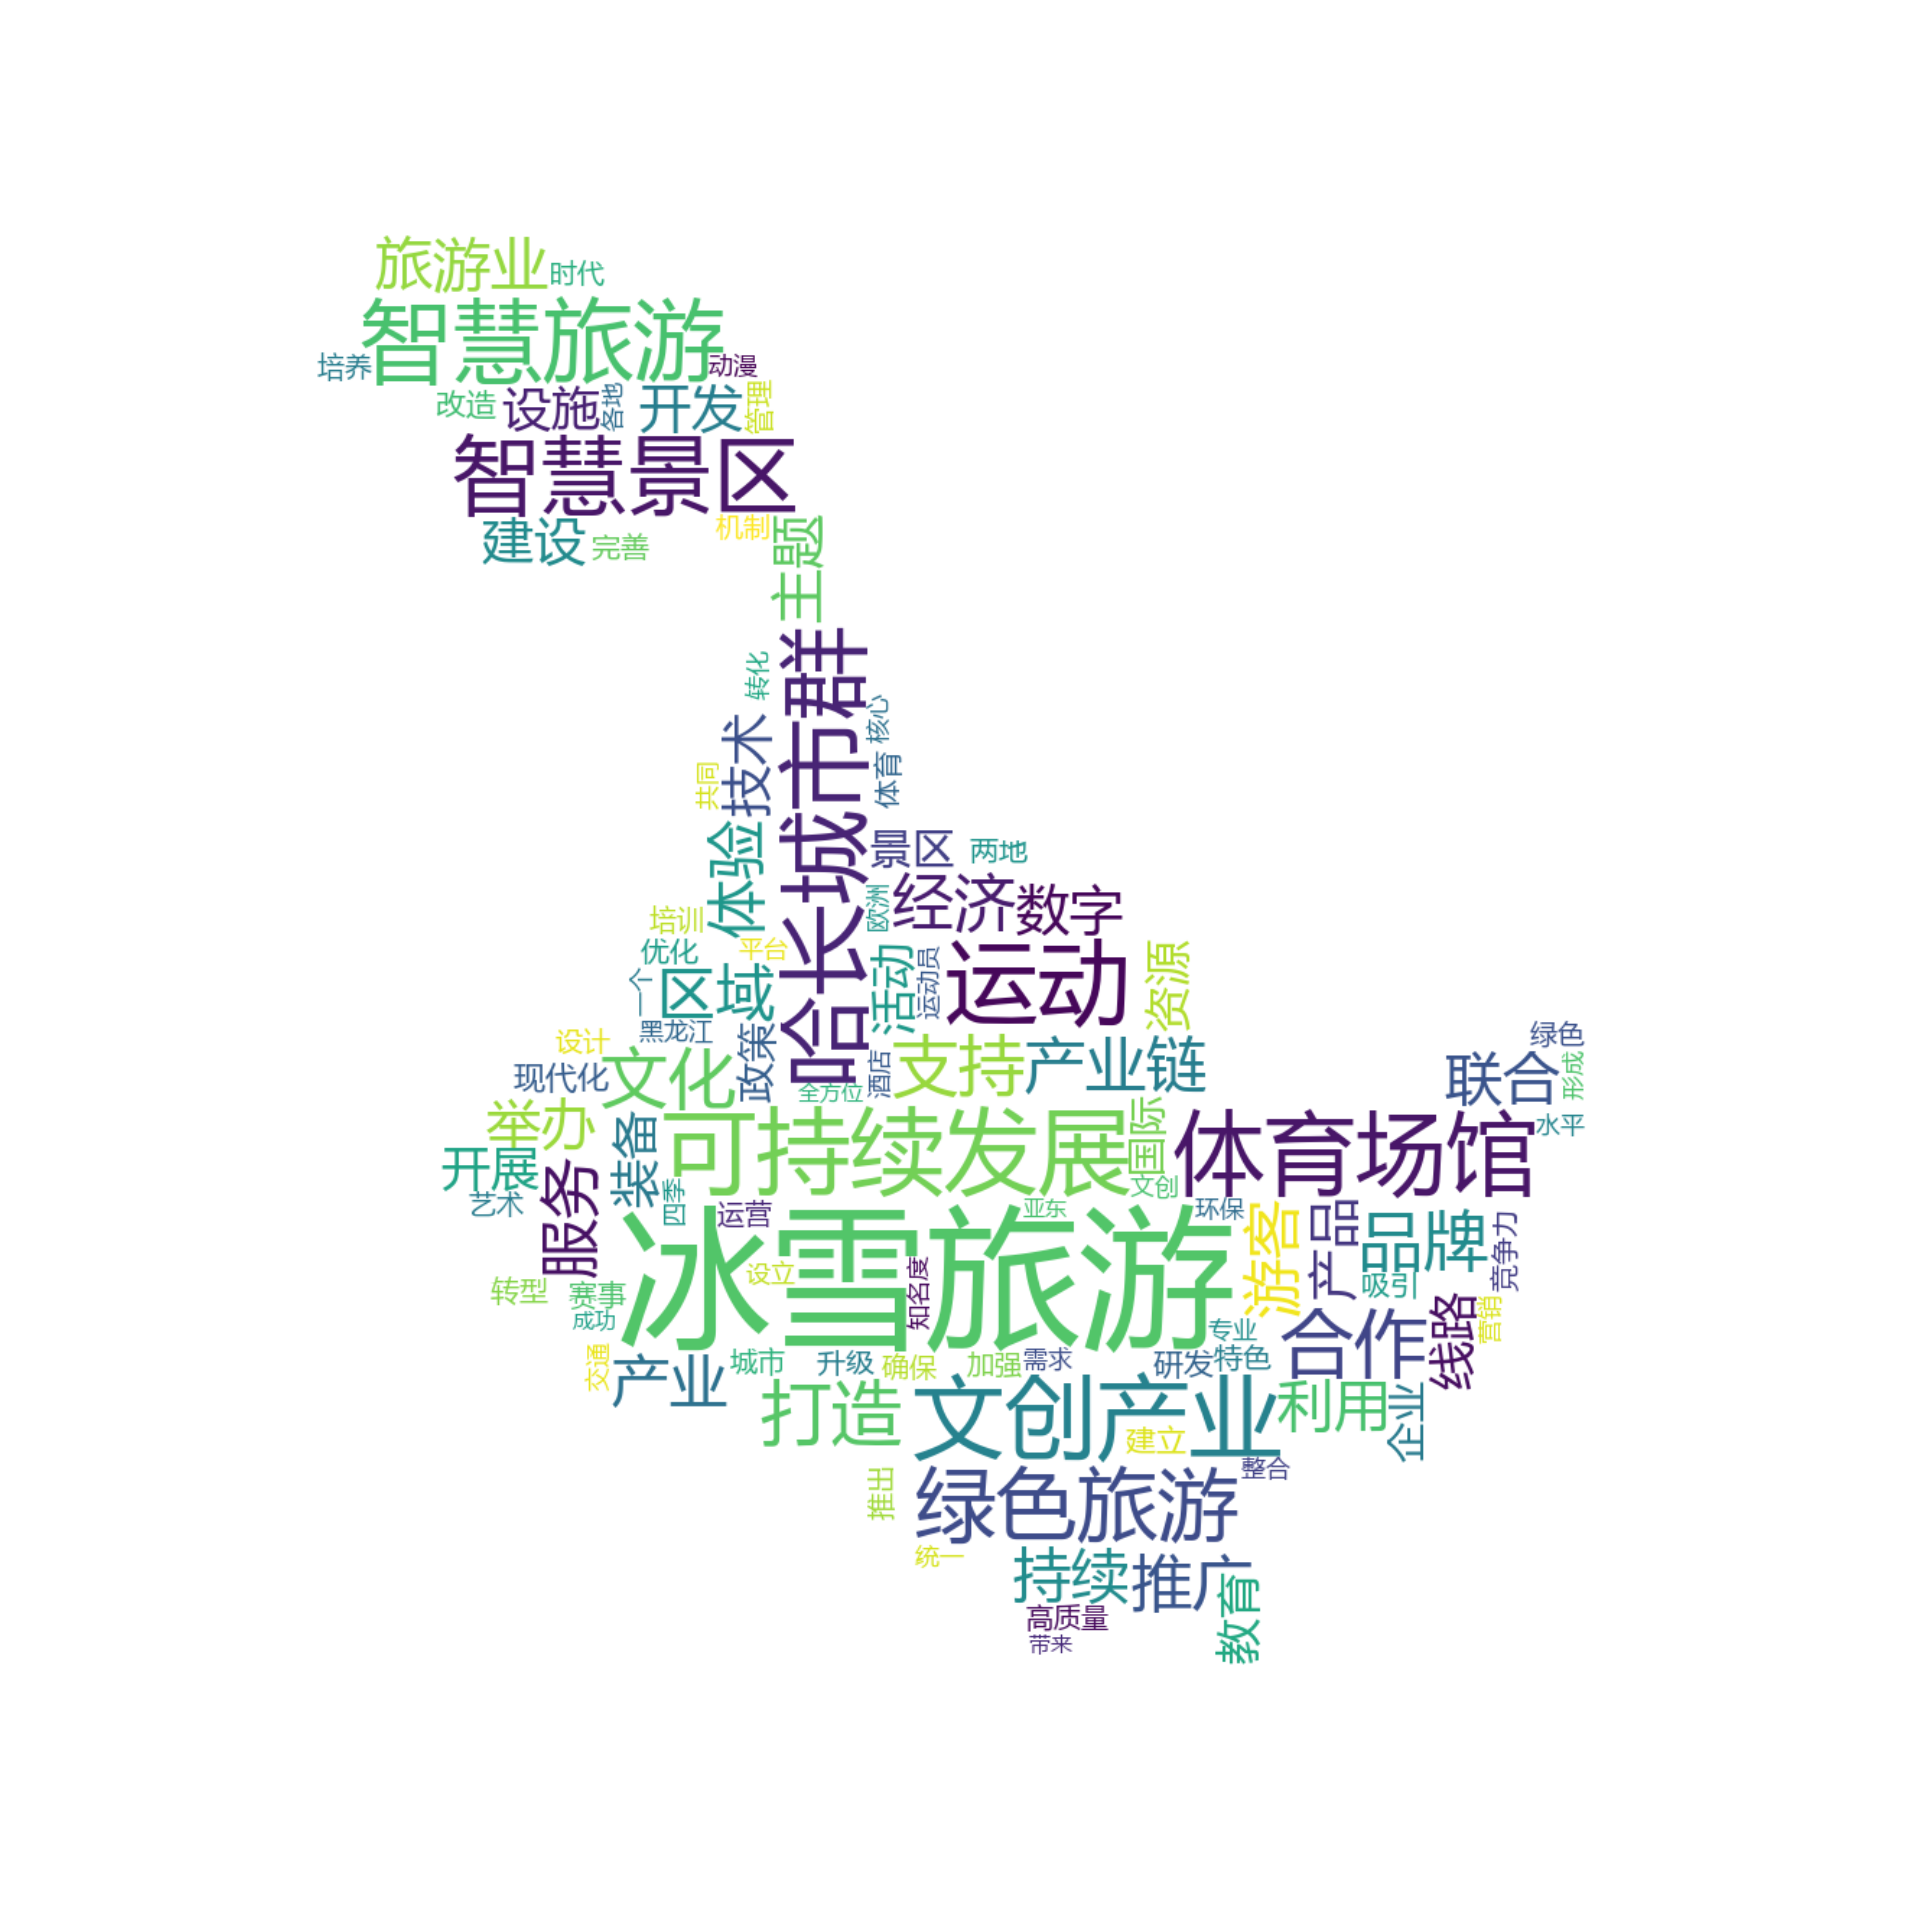 旅游业
时代
智慧旅游
培养
动漫
改造
设施
各地
开发
管理
智慧景区
建设
完善
机制
主题
哈长城市群
转化
核心
技术
体育
共同
体验
景区
两地
经济
数字
欧洲
培训
优化
平台
一个
区域
活动
运动员
运动
资源
设计
黑龙江
政策
现代化
文化
全方位
酒店
支持
产业链
绿色
联合
形成
水平
举办
装备
可持续发展
国际
体育场馆
开展
艺术
服务
四季
运营
文创
亚东
环保
冰雪旅游
设立
知名度
游客
产品
品牌
竞争力
吸引
转型
赛事
成功
营销
线路
合作
专业
交通
产业
城市
升级
确保
加强
需求
研发
特色
打造
文创产业
建立
利用
企业
整合
推出
绿色旅游
统一
持续
推广
教育
高质量
带来